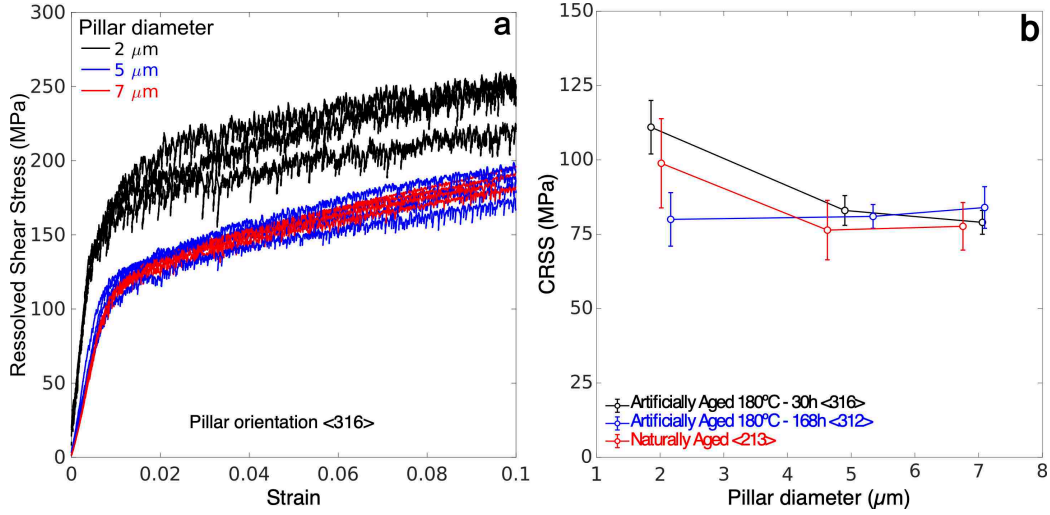 a
Pillar diameter
2 μm
5 μm
7 μm
Pillar orientation <316>
300
250
200
150
100
50
0
0
0.02
0.04
0.06
0.08
0.1
Ressolved Shear Stress (MPa)
Strain
b
150
125
100
75
50
25
0
1
2
3
4
5
6
7
8
CRSS (MPa)
Pillar diameter (μm)
Artificially Aged 180ºC - 30h <316>
Artificially Aged 180ºC - 168h <312>
Naturally Aged <213>